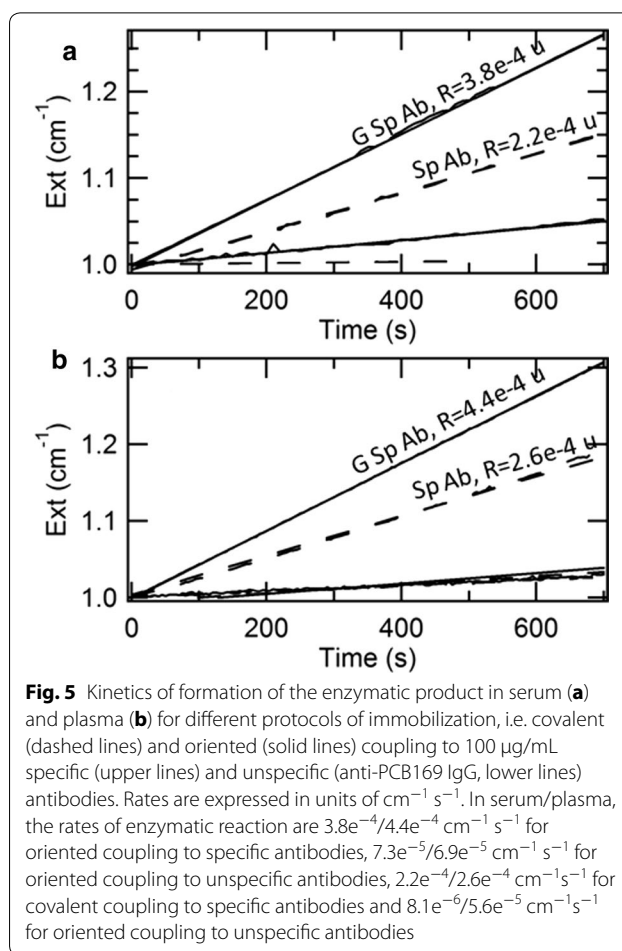 a
Ext (cm⁻¹)
1.2
1.1
1.0
G Sp Ab, R=3.8e-4 u
Sp Ab, R=2.2e-4 u
0 200 400 600
Time (s)
b
Ext (cm⁻¹)
1.3
1.2
1.1
1.0
G Sp Ab, R=4.4e-4 u
Sp Ab, R=2.6e-4 u
0 200 400 600
Time (s)
Fig. 5 Kinetics of formation of the enzymatic product in serum (a)
and plasma (b) for different protocols of immobilization, i.e. covalent
(dashed lines) and oriented (solid lines) coupling to 100 µg/mL
specific (upper lines) and unspecific (anti-PCB169 IgG, lower lines)
antibodies. Rates are expressed in units of cm⁻¹ s⁻¹. In serum/plasma,
the rates of enzymatic reaction are 3.8e⁻⁴/4.4e⁻⁴ cm⁻¹ s⁻¹ for
oriented coupling to specific antibodies, 7.3e⁻⁵/6.9e⁻⁵ cm⁻¹ s⁻¹ for
oriented coupling to unspecific antibodies, 2.2e⁻⁴/2.6e⁻⁴ cm⁻¹s⁻¹ for
covalent coupling to specific antibodies and 8.1e⁻⁶/5.6e⁻⁵ cm⁻¹s⁻¹
for oriented coupling to unspecific antibodies